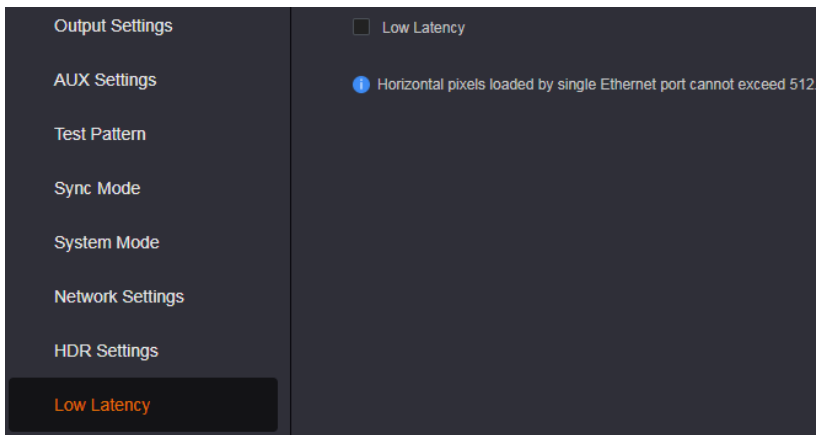 Output Settings
AUX Settings
Test Pattern
Sync Mode
System Mode
Network Settings
HDR Settings
Low Latency
Low Latency
Horizontal pixels loaded by single Ethernet port cannot exceed 512.